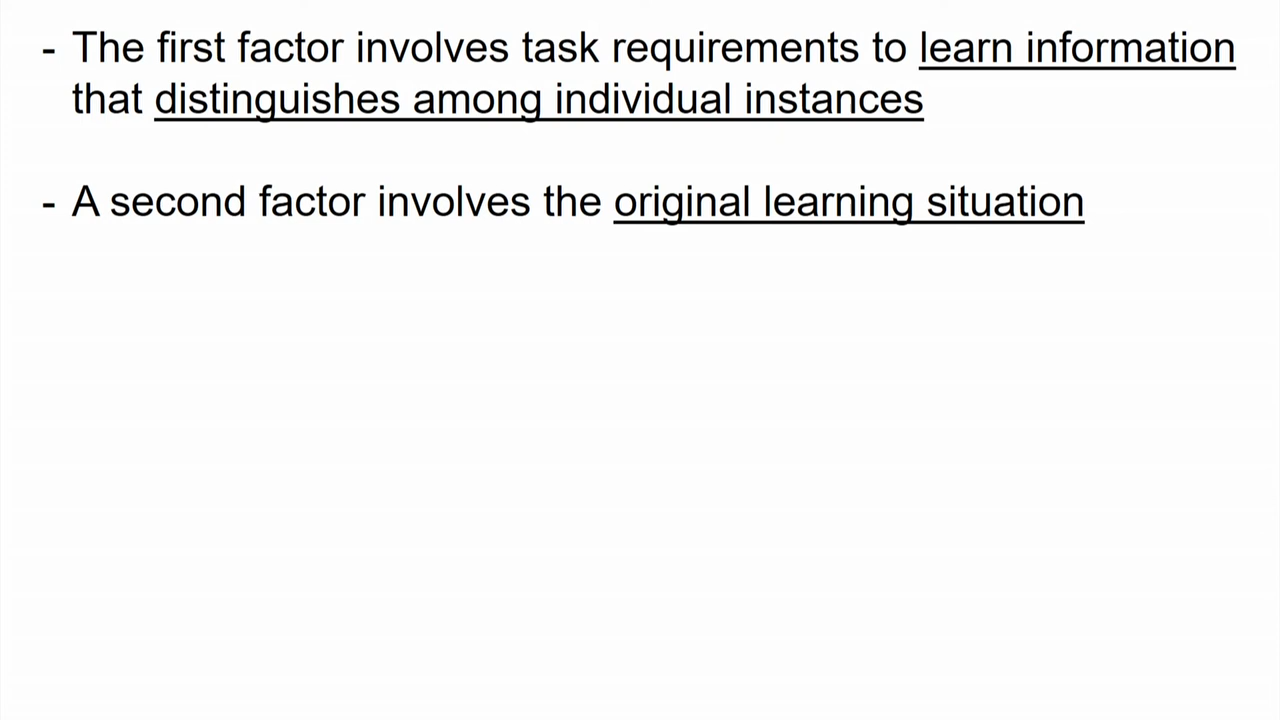 - The first factor involves task requirements to learn information
that distinguishes among individual instances
- A second factor involves the original learning situation